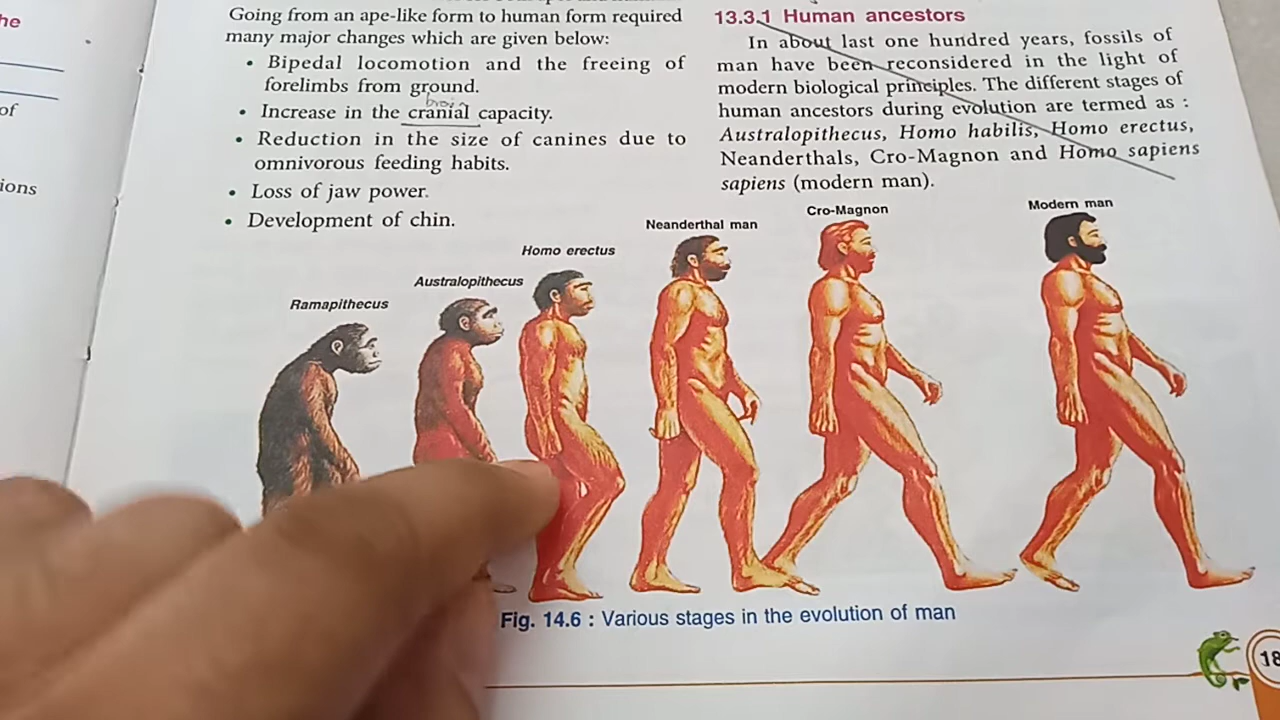 he
of
ions
Going from an ape-like form to human form required
many major changes which are given below:
• Bipedal locomotion and the freeing of
forelimbs from ground.
brain
• Increase in the cranial capacity.
• Reduction in the size of canines due to
omnivorous feeding habits.
• Loss of jaw power.
• Development of chin.
13.3.1 Human ancestors
In about last one hundred years, fossils of
man have been reconsidered in the light of
modern biological principles. The different stages of
human ancestors during evolution are termed as :
Australopithecus, Homo habilis, Homo erectus,
Neanderthals, Cro-Magnon and Homo sapiens
sapiens (modern man).
Ramapithecus
Australopithecus
Homo erectus
Neanderthal man
Cro-Magnon
Modern man
Fig. 14.6 : Various stages in the evolution of man